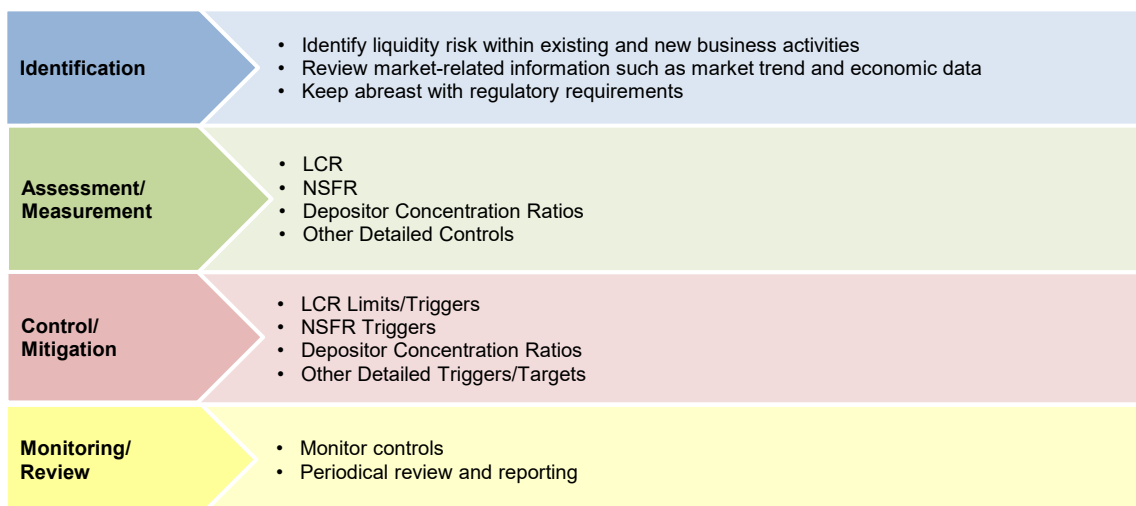 Identification
• Identify liquidity risk within existing and new business activities
• Review market-related information such as market trend and economic data
• Keep abreast with regulatory requirements
Assessment/
Measurement
• LCR
• NSFR
• Depositor Concentration Ratios
• Other Detailed Controls
Control/
Mitigation
• LCR Limits/Triggers
• NSFR Triggers
• Depositor Concentration Ratios
• Other Detailed Triggers/Targets
Monitoring/
Review
• Monitor controls
• Periodical review and reporting